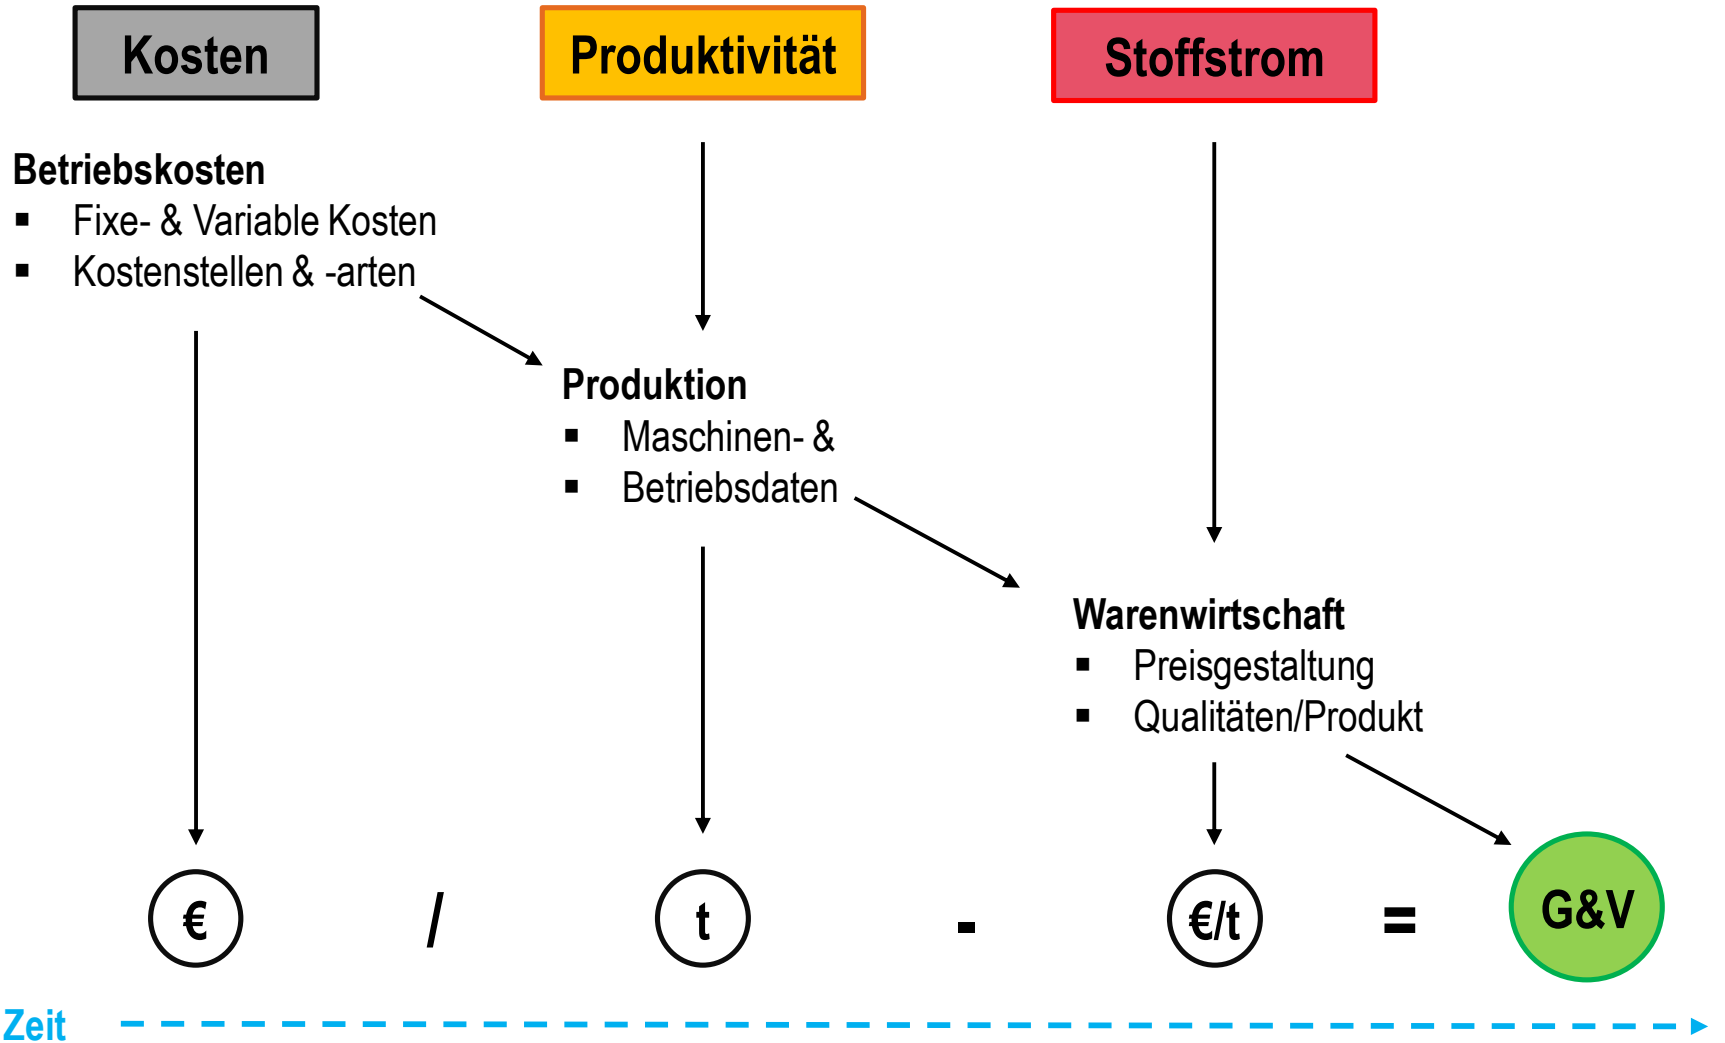 Kosten
Produktivität
Stoffstrom
Betriebskosten
▪ Fixe- & Variable Kosten
▪ Kostenstellen & -arten
Produktion
▪ Maschinen- &
▪ Betriebsdaten
Warenwirtschaft
▪ Preisgestaltung
▪ Qualitäten/Produkt
€ / t - €/t = G&V
Zeit